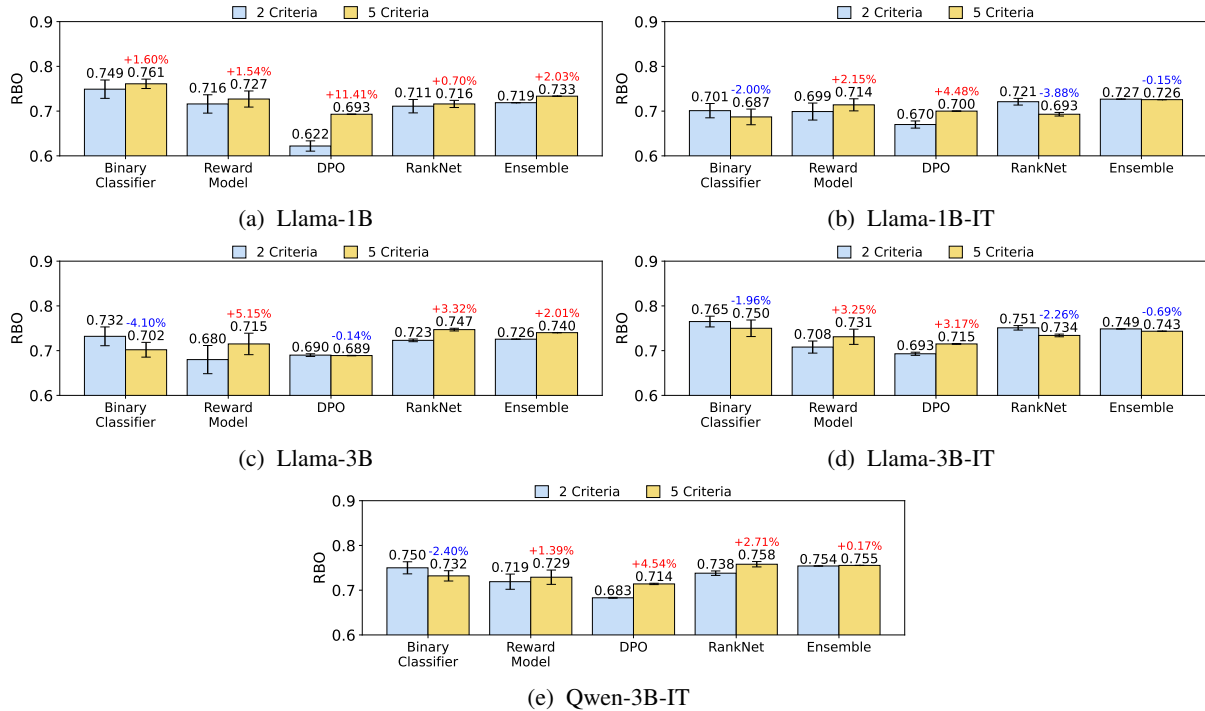 2 Criteria 5 Criteria
0.9
0.8
0.7
0.6
RBO
0.749
+1.60%
0.761
0.716
+1.54%
0.727
0.622
+11.41%
0.693
0.711
+0.70%
0.716
0.719
+2.03%
0.733
Binary Classifier
Reward Model
DPO
RankNet
Ensemble
(a) Llama-1B
2 Criteria 5 Criteria
0.9
0.8
0.7
0.6
RBO
0.701
-2.00%
0.687
0.699
+2.15%
0.714
0.670
+4.48%
0.700
0.721
-3.88%
0.693
0.727
-0.15%
0.726
Binary Classifier
Reward Model
DPO
RankNet
Ensemble
(b) Llama-1B-IT
2 Criteria 5 Criteria
0.9
0.8
0.7
0.6
RBO
0.732
-4.10%
0.702
0.680
+5.15%
0.715
0.690
-0.14%
0.689
0.723
+3.32%
0.747
0.726
+2.01%
0.740
Binary Classifier
Reward Model
DPO
RankNet
Ensemble
(c) Llama-3B
2 Criteria 5 Criteria
0.9
0.8
0.7
0.6
RBO
0.765
-1.96%
0.750
0.708
+3.25%
0.731
0.693
+3.17%
0.715
0.751
-2.26%
0.734
0.749
-0.69%
0.743
Binary Classifier
Reward Model
DPO
RankNet
Ensemble
(d) Llama-3B-IT
2 Criteria 5 Criteria
0.9
0.8
0.7
0.6
RBO
0.750
-2.40%
0.732
0.719
+1.39%
0.729
0.683
+4.54%
0.714
0.738
+2.71%
0.758
0.754
+0.17%
0.755
Binary Classifier
Reward Model
DPO
RankNet
Ensemble
(e) Qwen-3B-IT